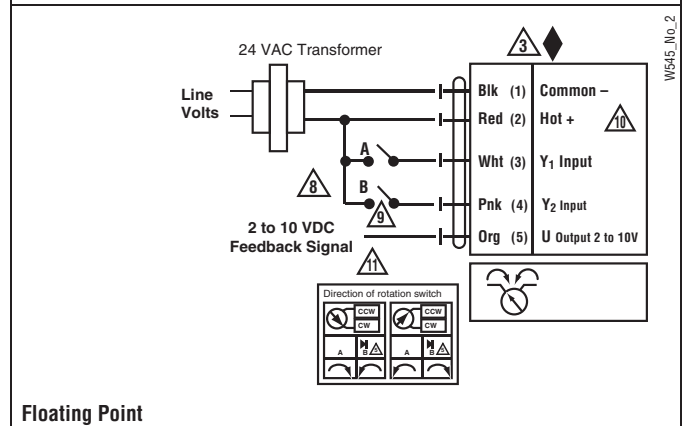 W545_No_2
24 VAC Transformer
3
Line
Volts
Blk (1) Common –
Red (2) Hot +
10
A
Wht (3) Y1 Input
8
B
9
Pnk (4) Y2 Input
2 to 10 VDC
Feedback Signal
Org (5) U Output 2 to 10V
11
Direction of rotation switch
CCW CCW
CW CW
A B A B
Floating Point